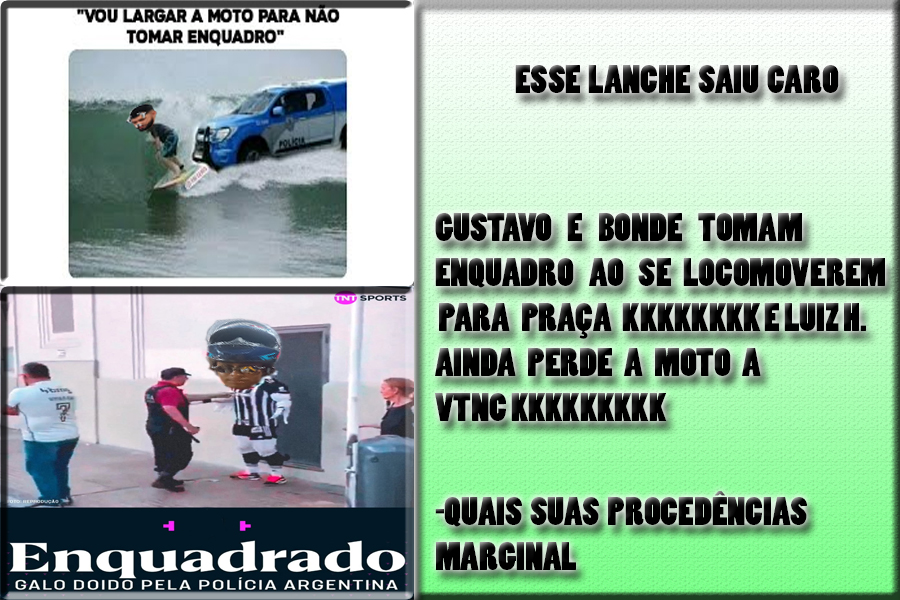 "VOU LARGAR A MOTO PARA NÃO
TOMAR ENQUADRO"
POLÍCIA
TNT SPORTS
?
FOTO: REPRODUÇÃO
Enquadrado
GALO DOIDO PELA POLÍCIA ARGENTINA
ESSE LANCHE SAIU CARO
GUSTAVO E BONDE TOMAM
ENQUADRO AO SE LOCOMOVEREM
PARA PRAÇA KKKKKKKK E LUIZ H.
AINDA PERDE A MOTO A
VTNC KKKKKKKKK
-QUAIS SUAS PROCEDÊNCIAS
MARGINAL